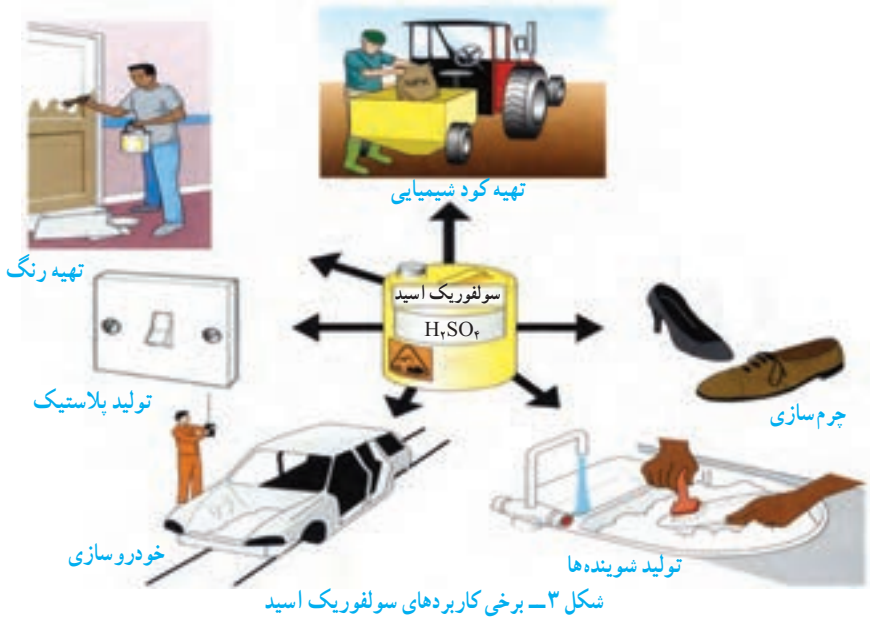 تهیه کود شیمیایی
تهیه رنگ
سولفوریک اسید
H₂SO₄
تولید پلاستیک
چرم‌سازی
خودروسازی
تولید شوینده‌ها
شکل ۳ــ برخی کاربردهای سولفوریک اسید